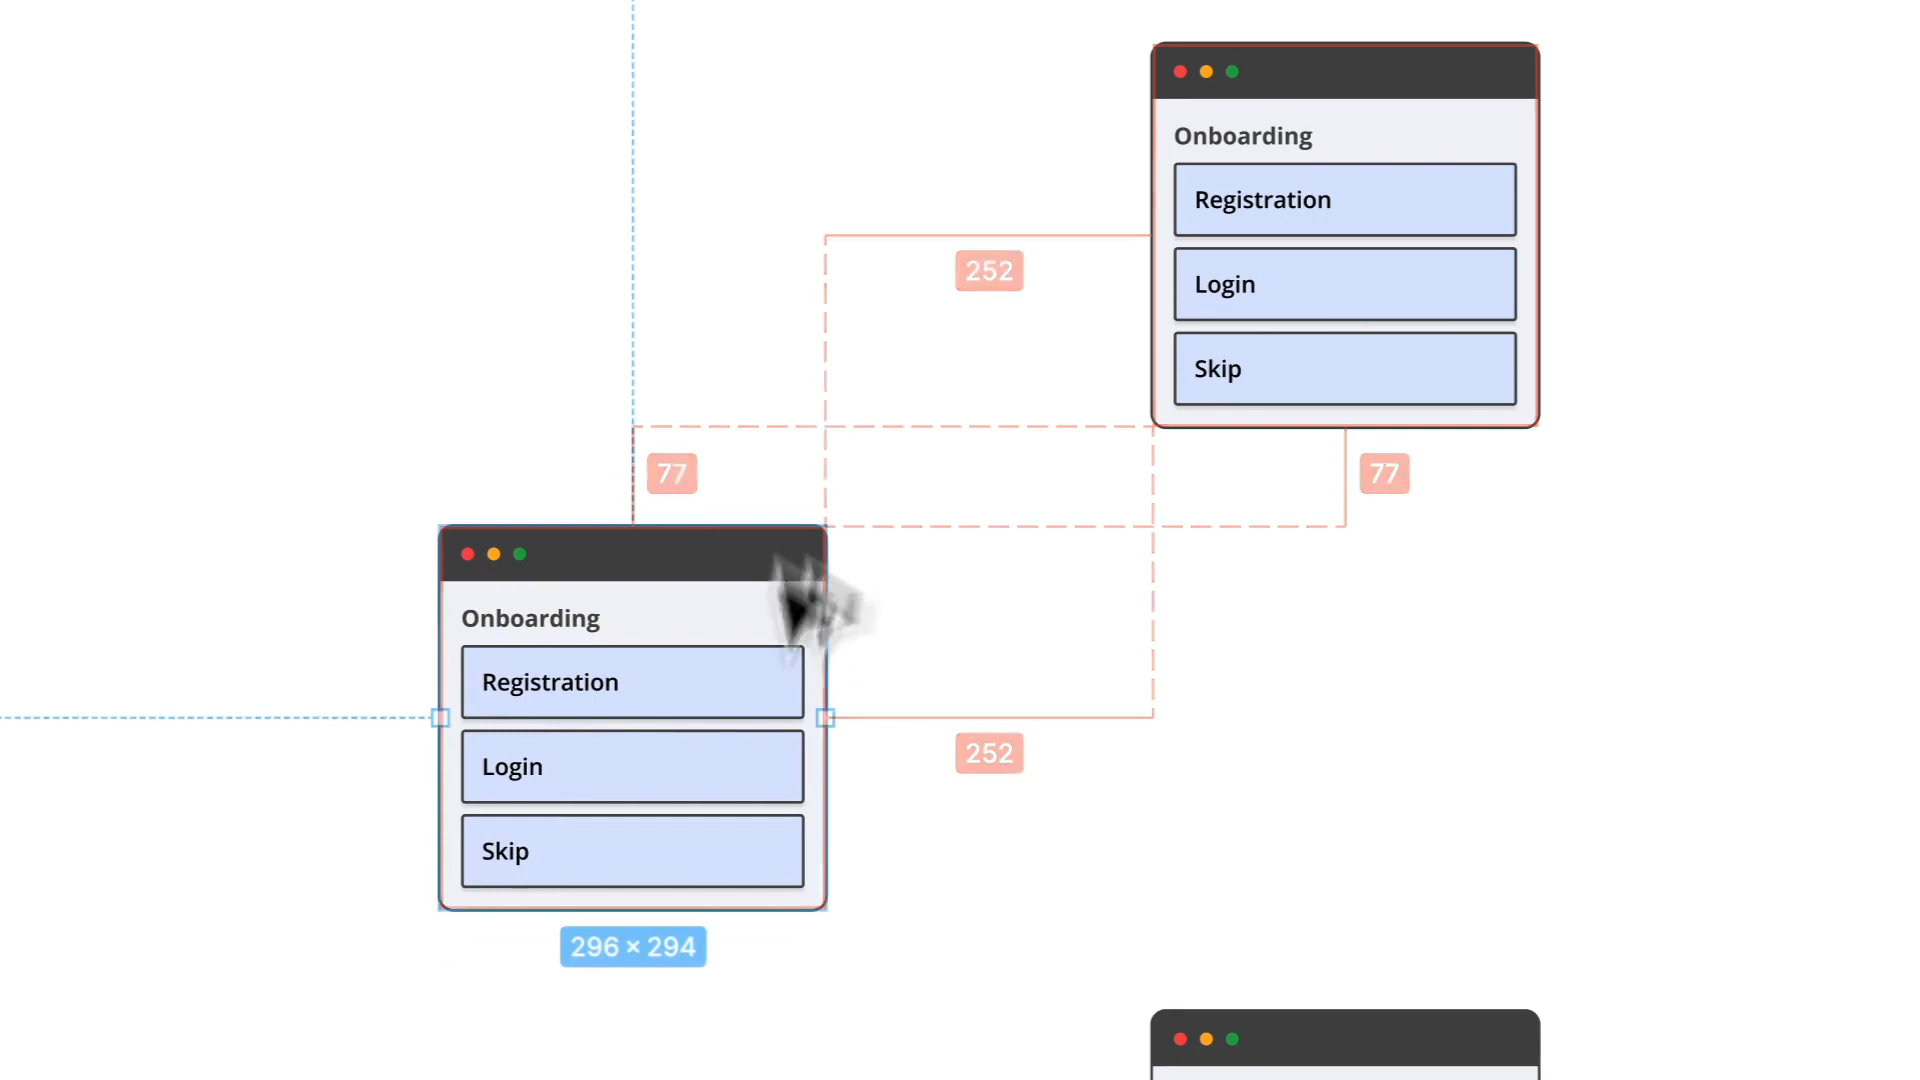 Onboarding
Registration
252
Login
Skip
77
77
Onboarding
Registration
252
Login
Skip
296 × 294